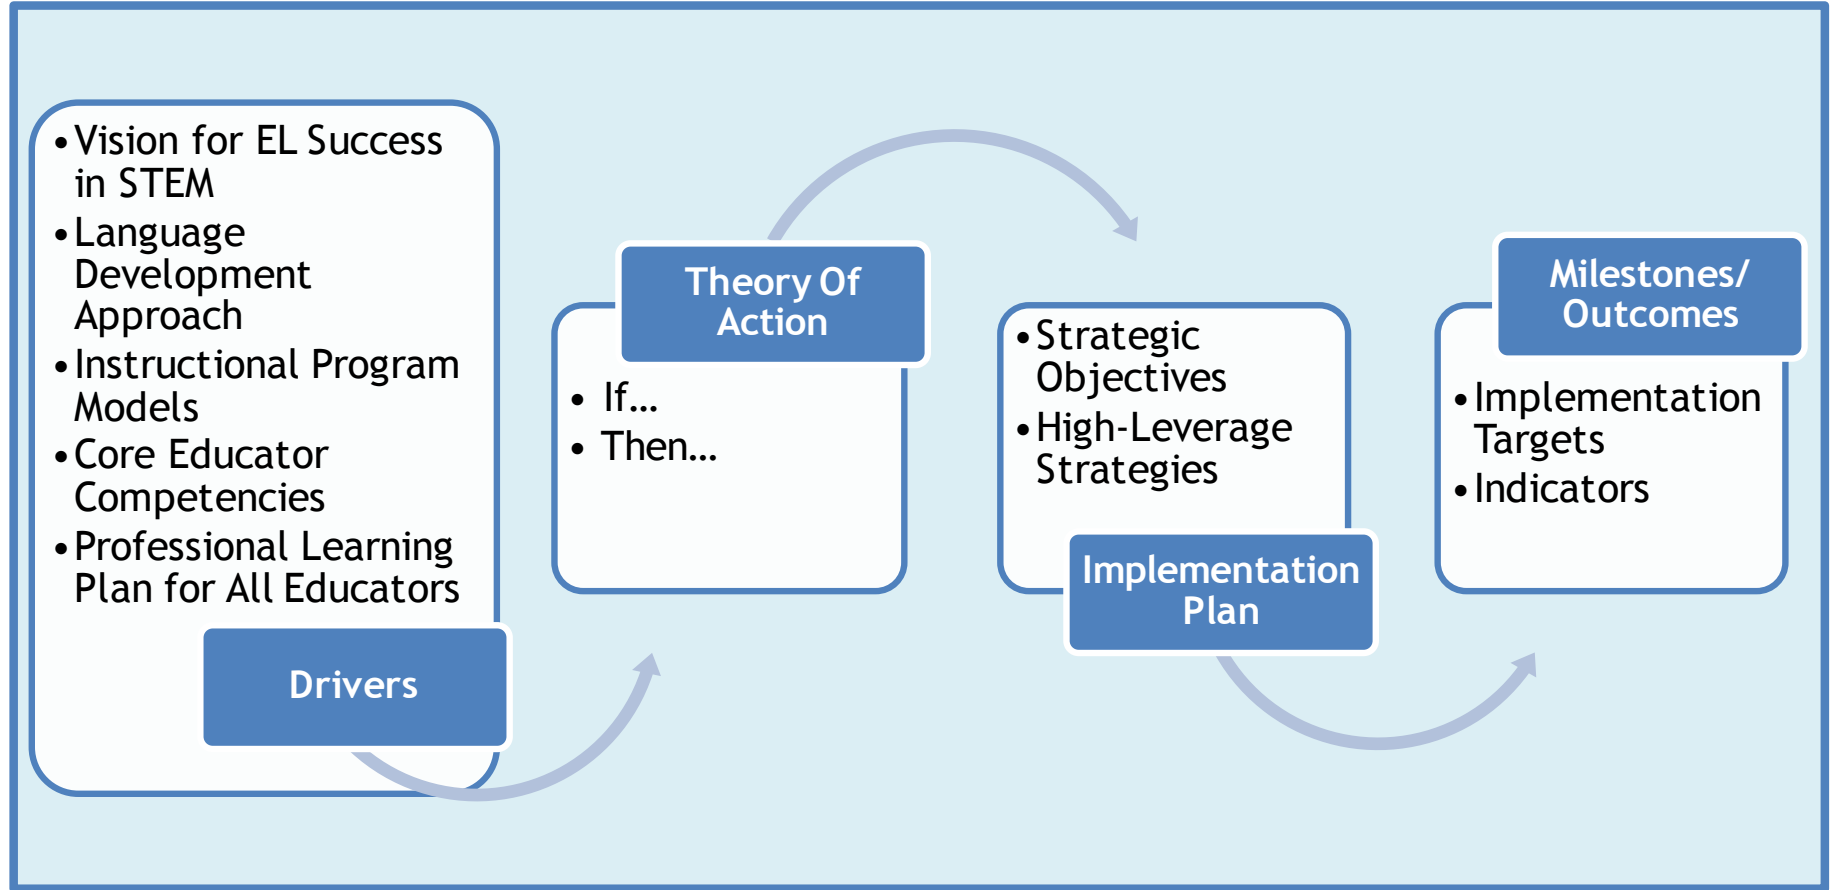 •Vision for EL Success
in STEM
•Language
Development
Approach
•Instructional Program
Models
•Core Educator
Competencies
•Professional Learning
Plan for All Educators
Drivers
Theory Of
Action
• If…
• Then…
•Strategic
Objectives
•High-Leverage
Strategies
Implementation
Plan
Milestones/
Outcomes
•Implementation
Targets
•Indicators